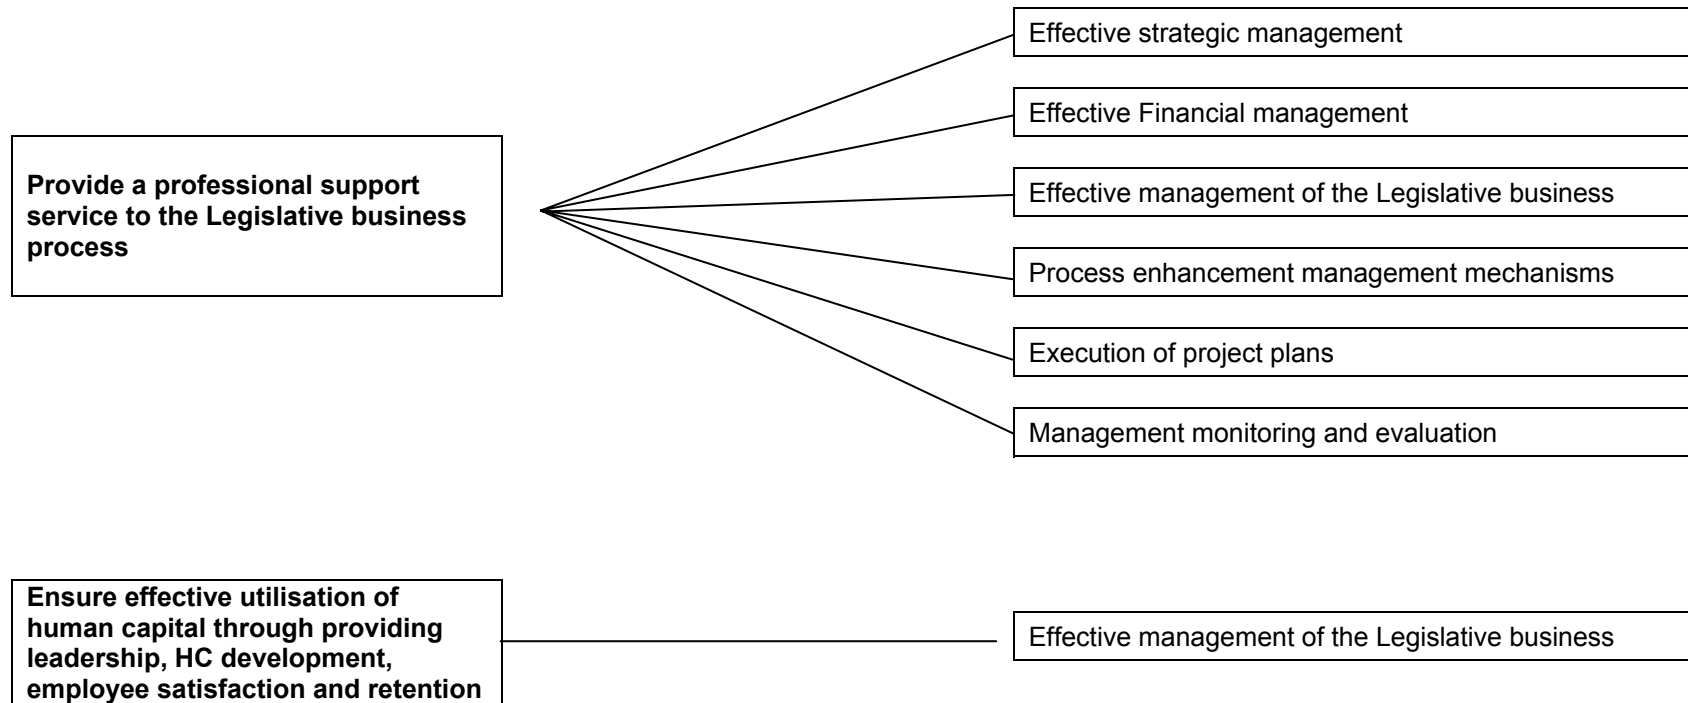 Effective strategic management
Effective Financial management
Provide a professional support
service to the Legislative business
process
Effective management of the Legislative business
Process enhancement management mechanisms
Execution of project plans
Management monitoring and evaluation
Ensure effective utilisation of
human capital through providing
leadership, HC development,
employee satisfaction and retention
Effective management of the Legislative business